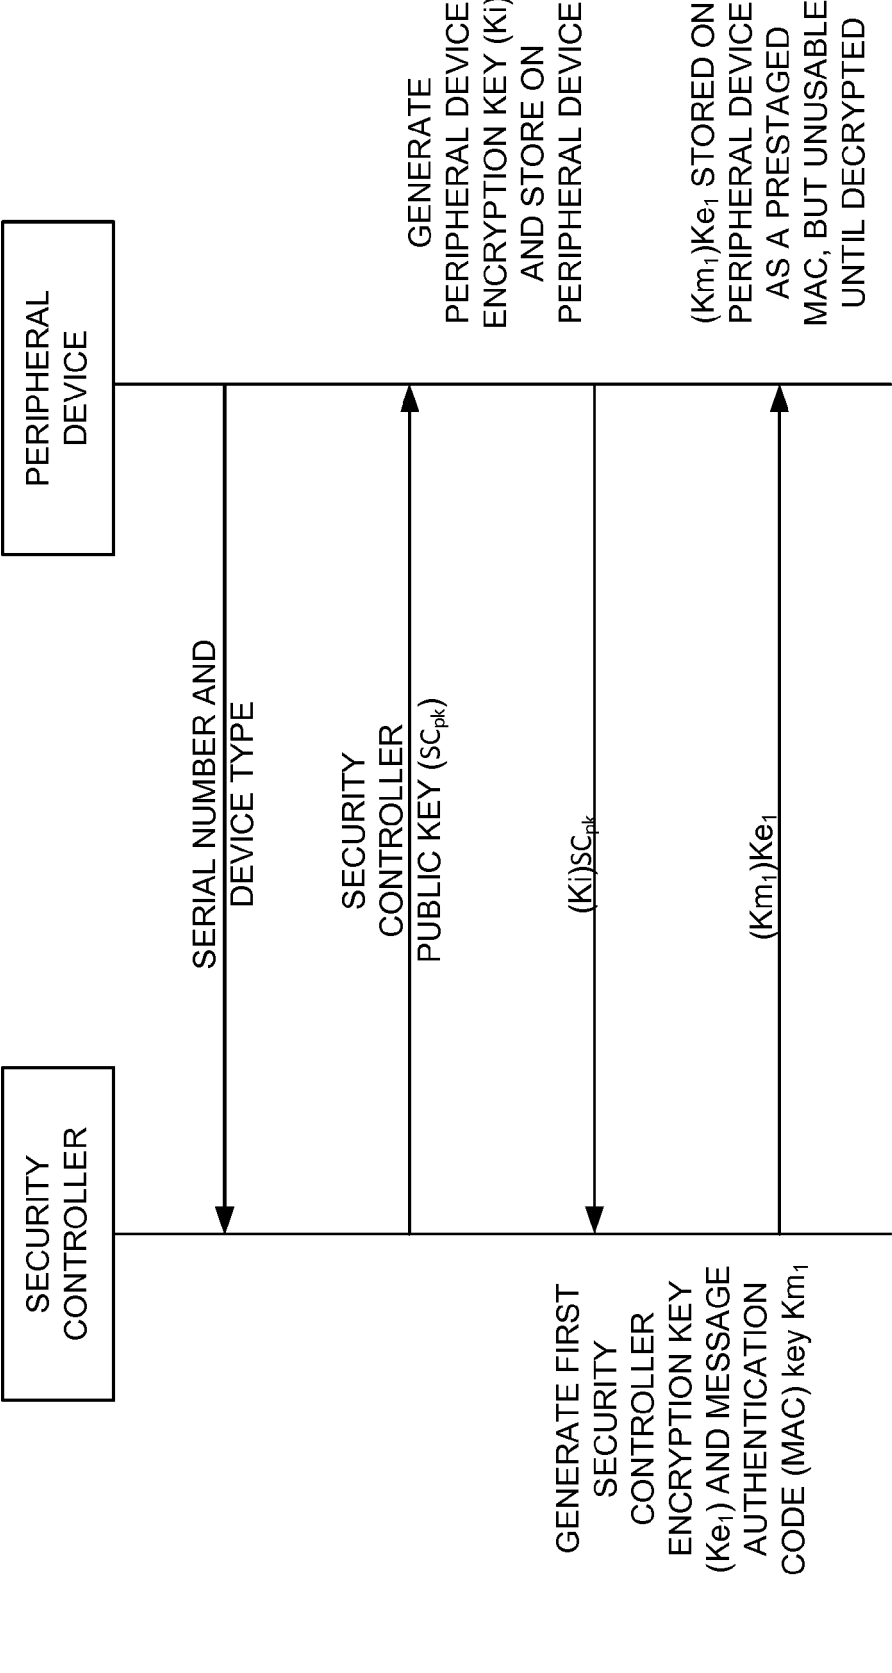 SECURITY
CONTROLLER
PERIPHERAL
DEVICE
SERIAL NUMBER AND
DEVICE TYPE
SECURITY
CONTROLLER
PUBLIC KEY (SCpk)
GENERATE
PERIPHERAL DEVICE
ENCRYPTION KEY (Ki)
AND STORE ON
PERIPHERAL DEVICE
(Ki)SCpk
GENERATE FIRST
SECURITY
CONTROLLER
ENCRYPTION KEY
(Ke1) AND MESSAGE
AUTHENTICATION
CODE (MAC) key Km1
(Km1)Ke1
(Km1)Ke1 STORED ON
PERIPHERAL DEVICE
AS A PRESTAGED
MAC, BUT UNUSABLE
UNTIL DECRYPTED